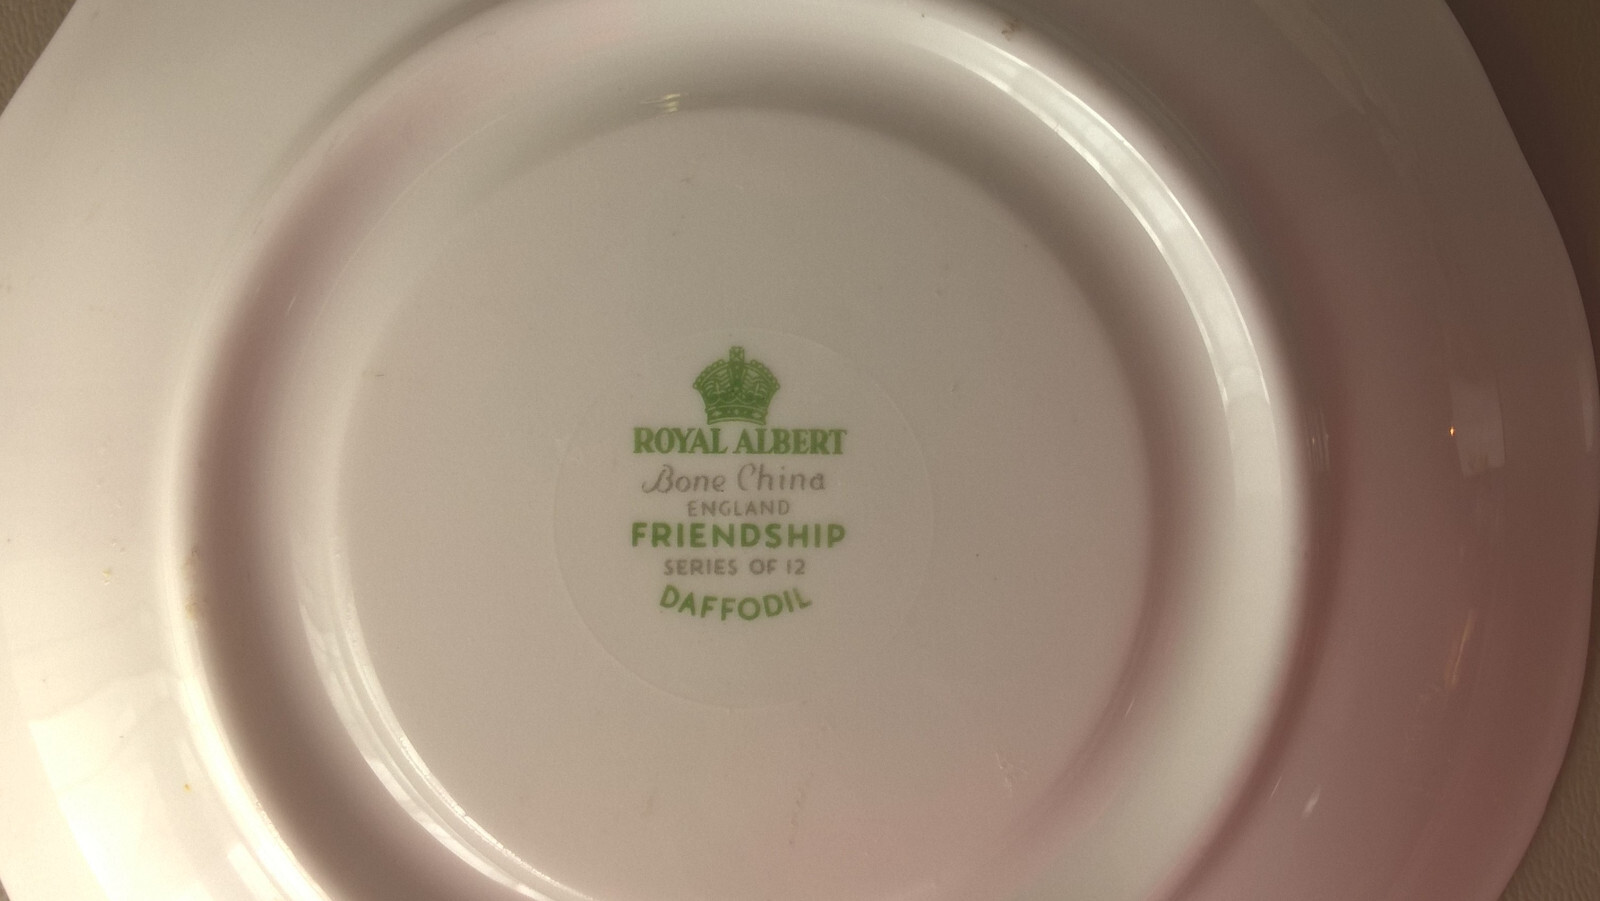 ROYAL ALBERT
Bone China
ENGLAND
FRIENDSHIP
SERIES OF 12
DAFFODIL